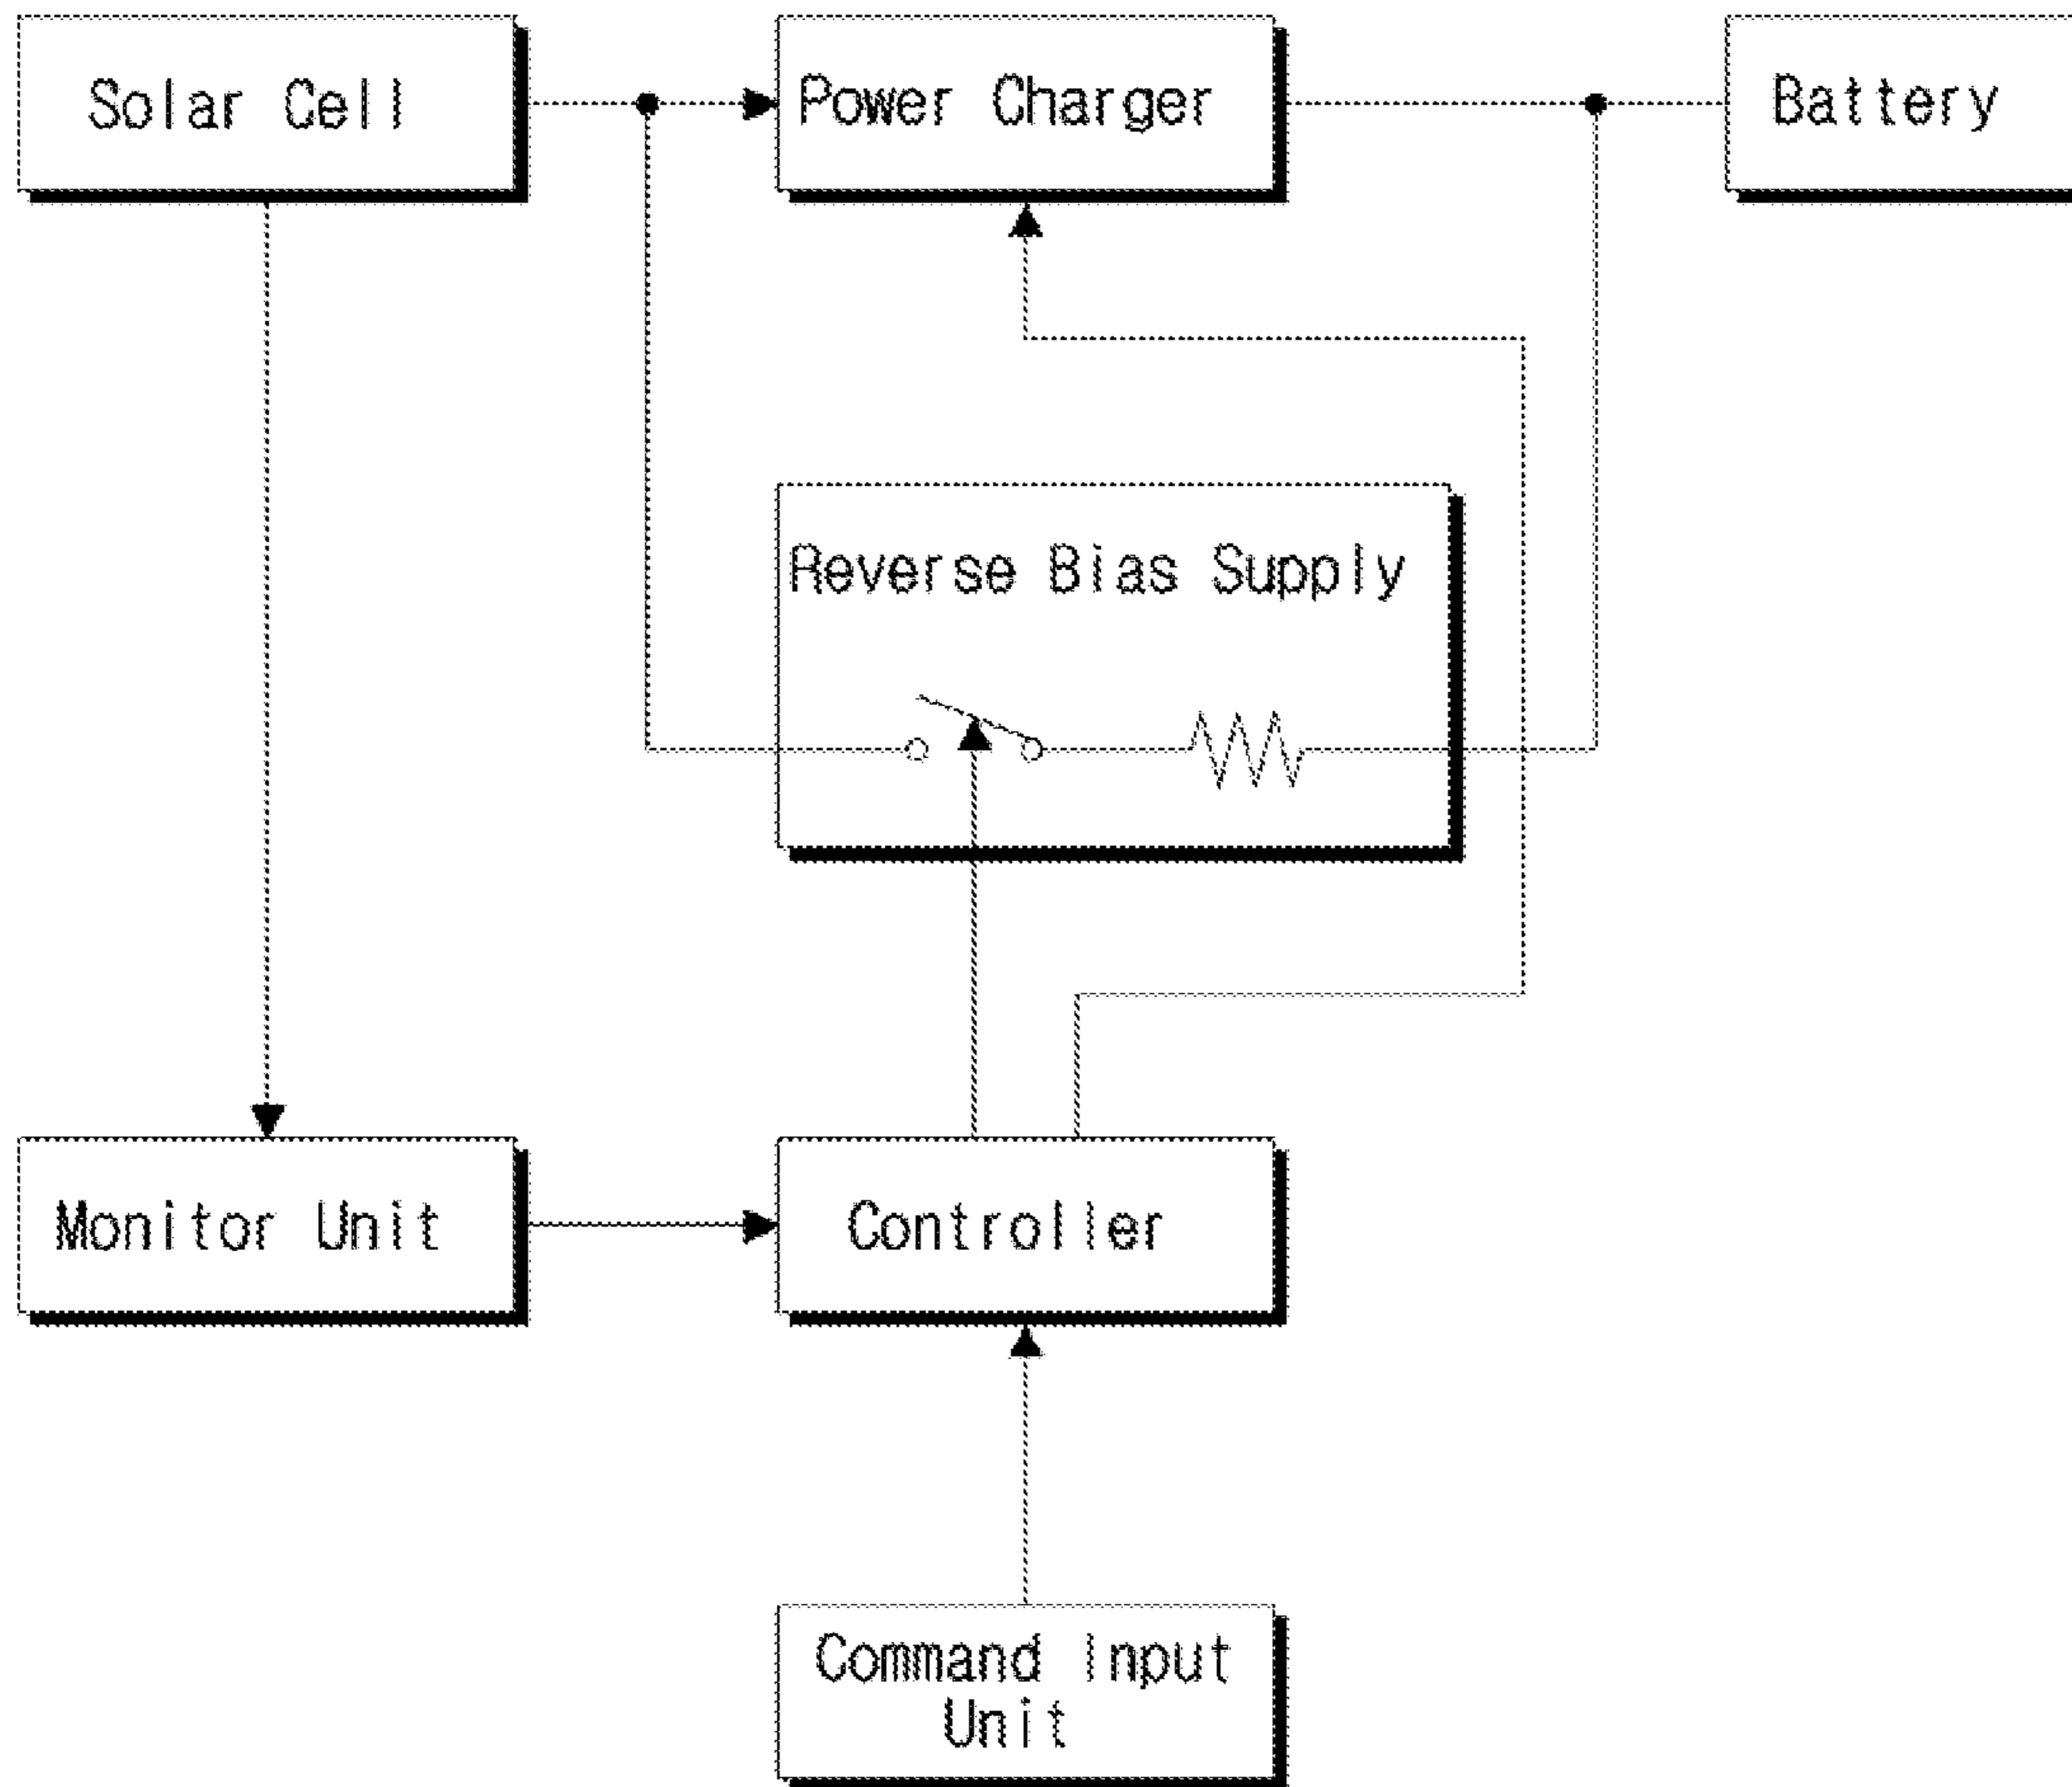 Solar Cell
Power Charger
Battery
Reverse Bias Supply
Monitor Unit
Controller
Command Input
Unit